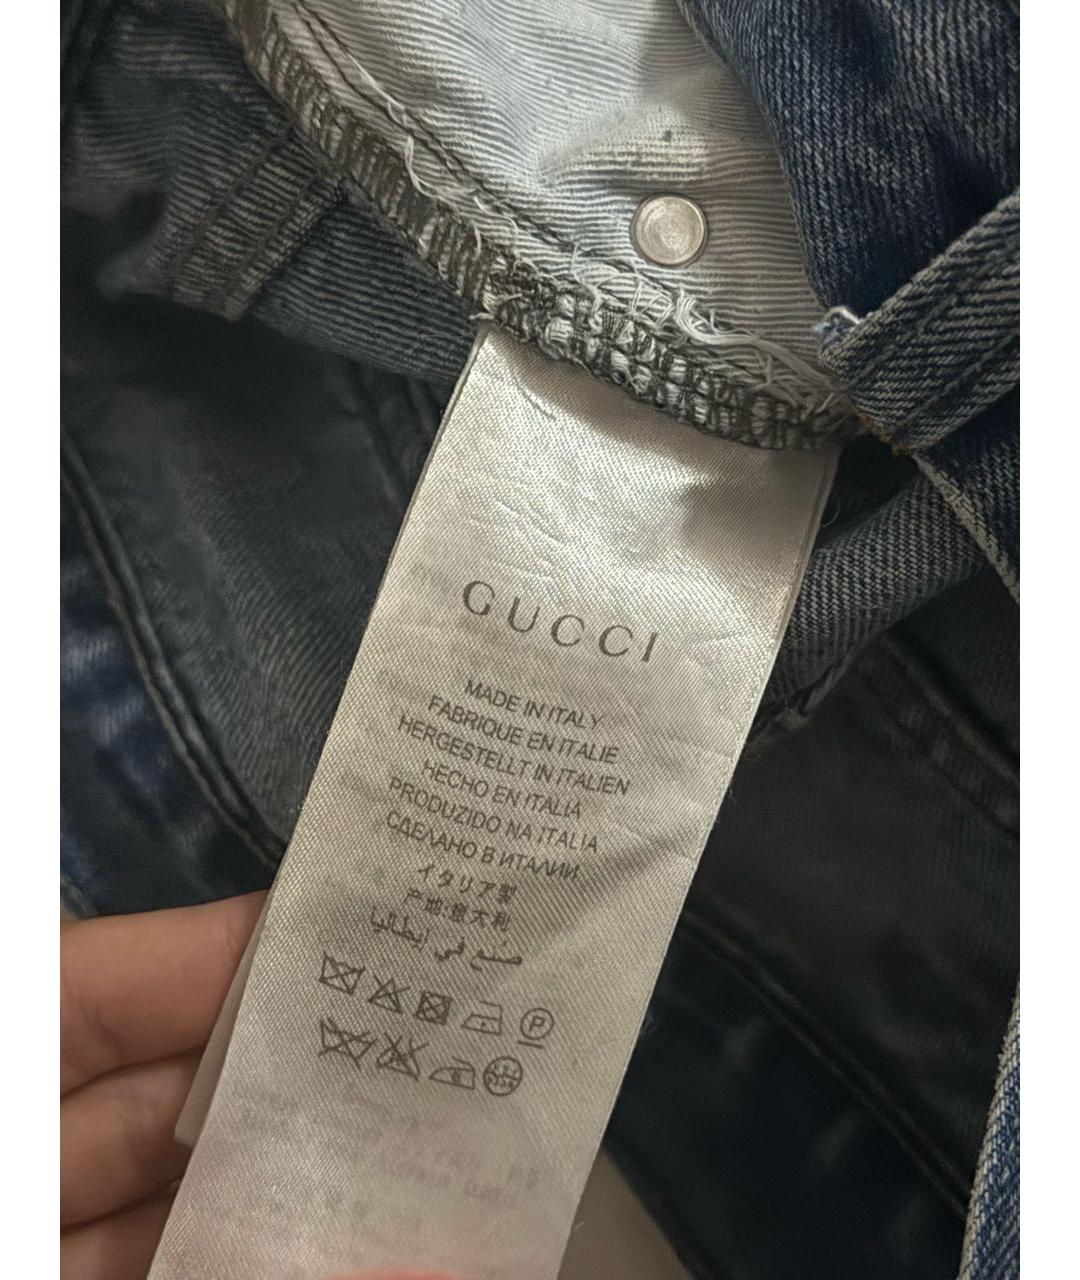 GUCCI
MADE IN ITALY
FABRIQUE EN ITALIE
HERGESTELLT IN ITALIEN
HECHO EN ITALIA
PRODUZIDO NA ITALIA
СДЕЛАНО В ИТАЛИИ
イタリア製
产地:意大利
صنع في إيطاليا
P